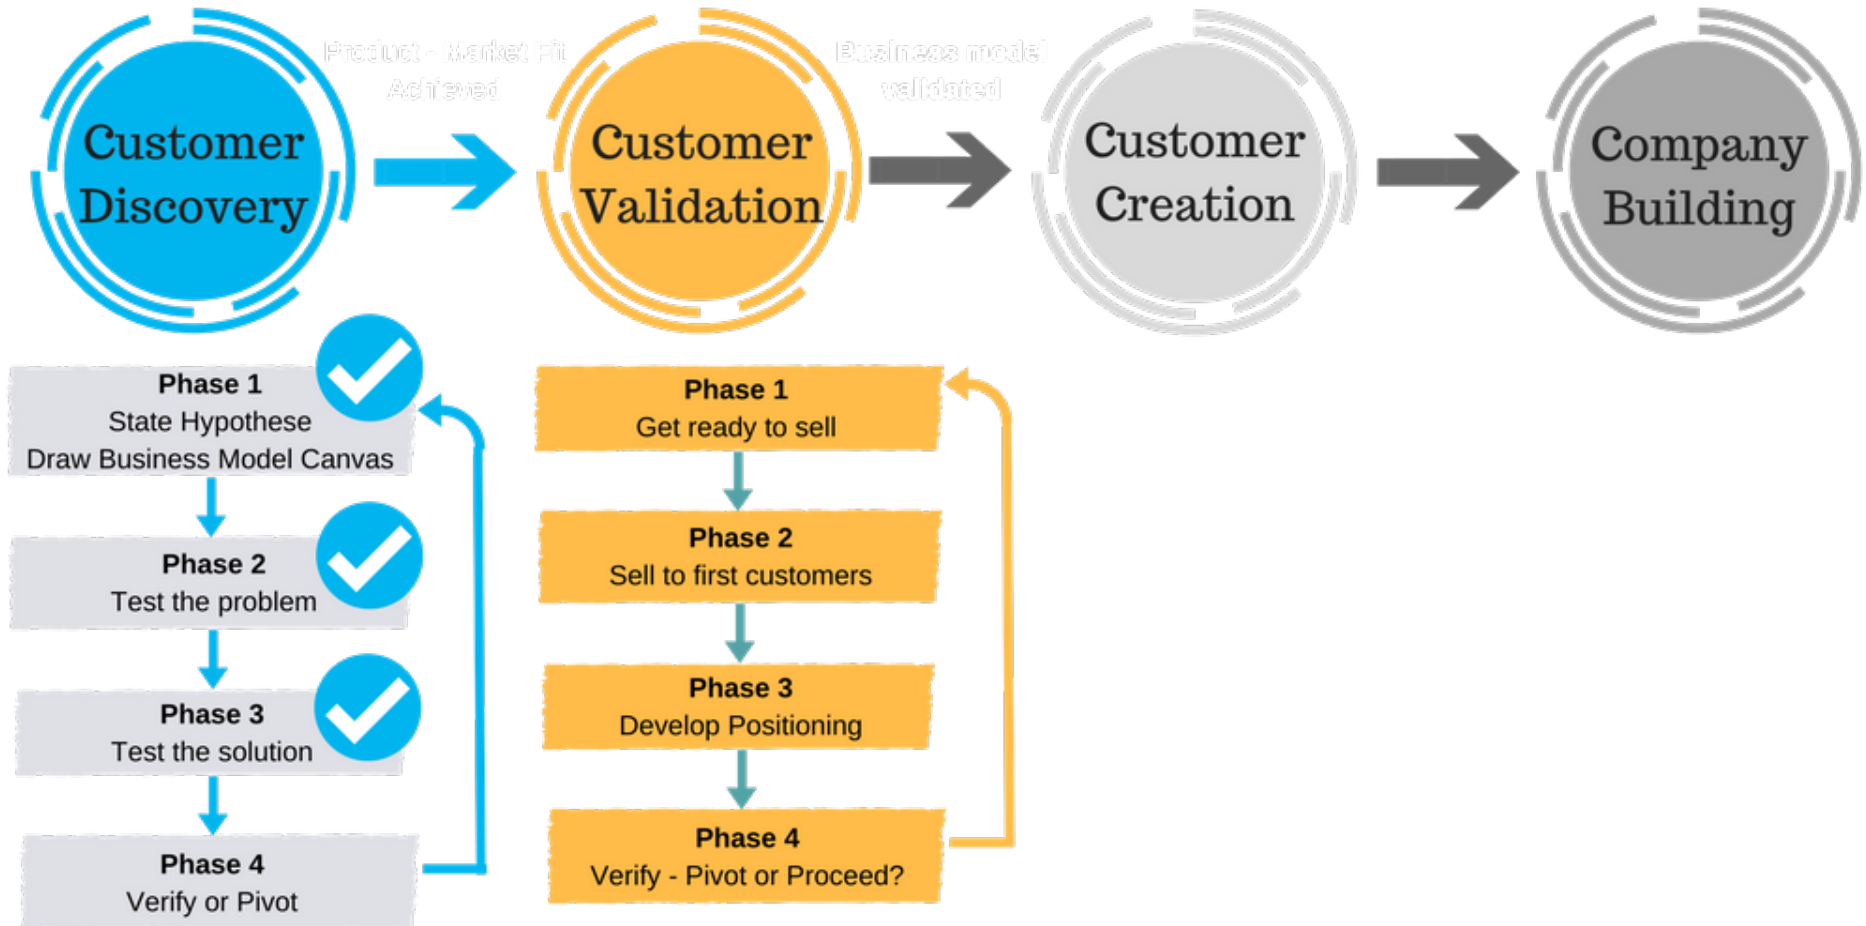 Customer
Discovery
Product - Market Fit
Achieved
Customer
Validation
Business model
validated
Customer
Creation
Company
Building
Phase 1
State Hypothese
Draw Business Model Canvas
Phase 2
Test the problem
Phase 3
Test the solution
Phase 4
Verify or Pivot
Phase 1
Get ready to sell
Phase 2
Sell to first customers
Phase 3
Develop Positioning
Phase 4
Verify - Pivot or Proceed?